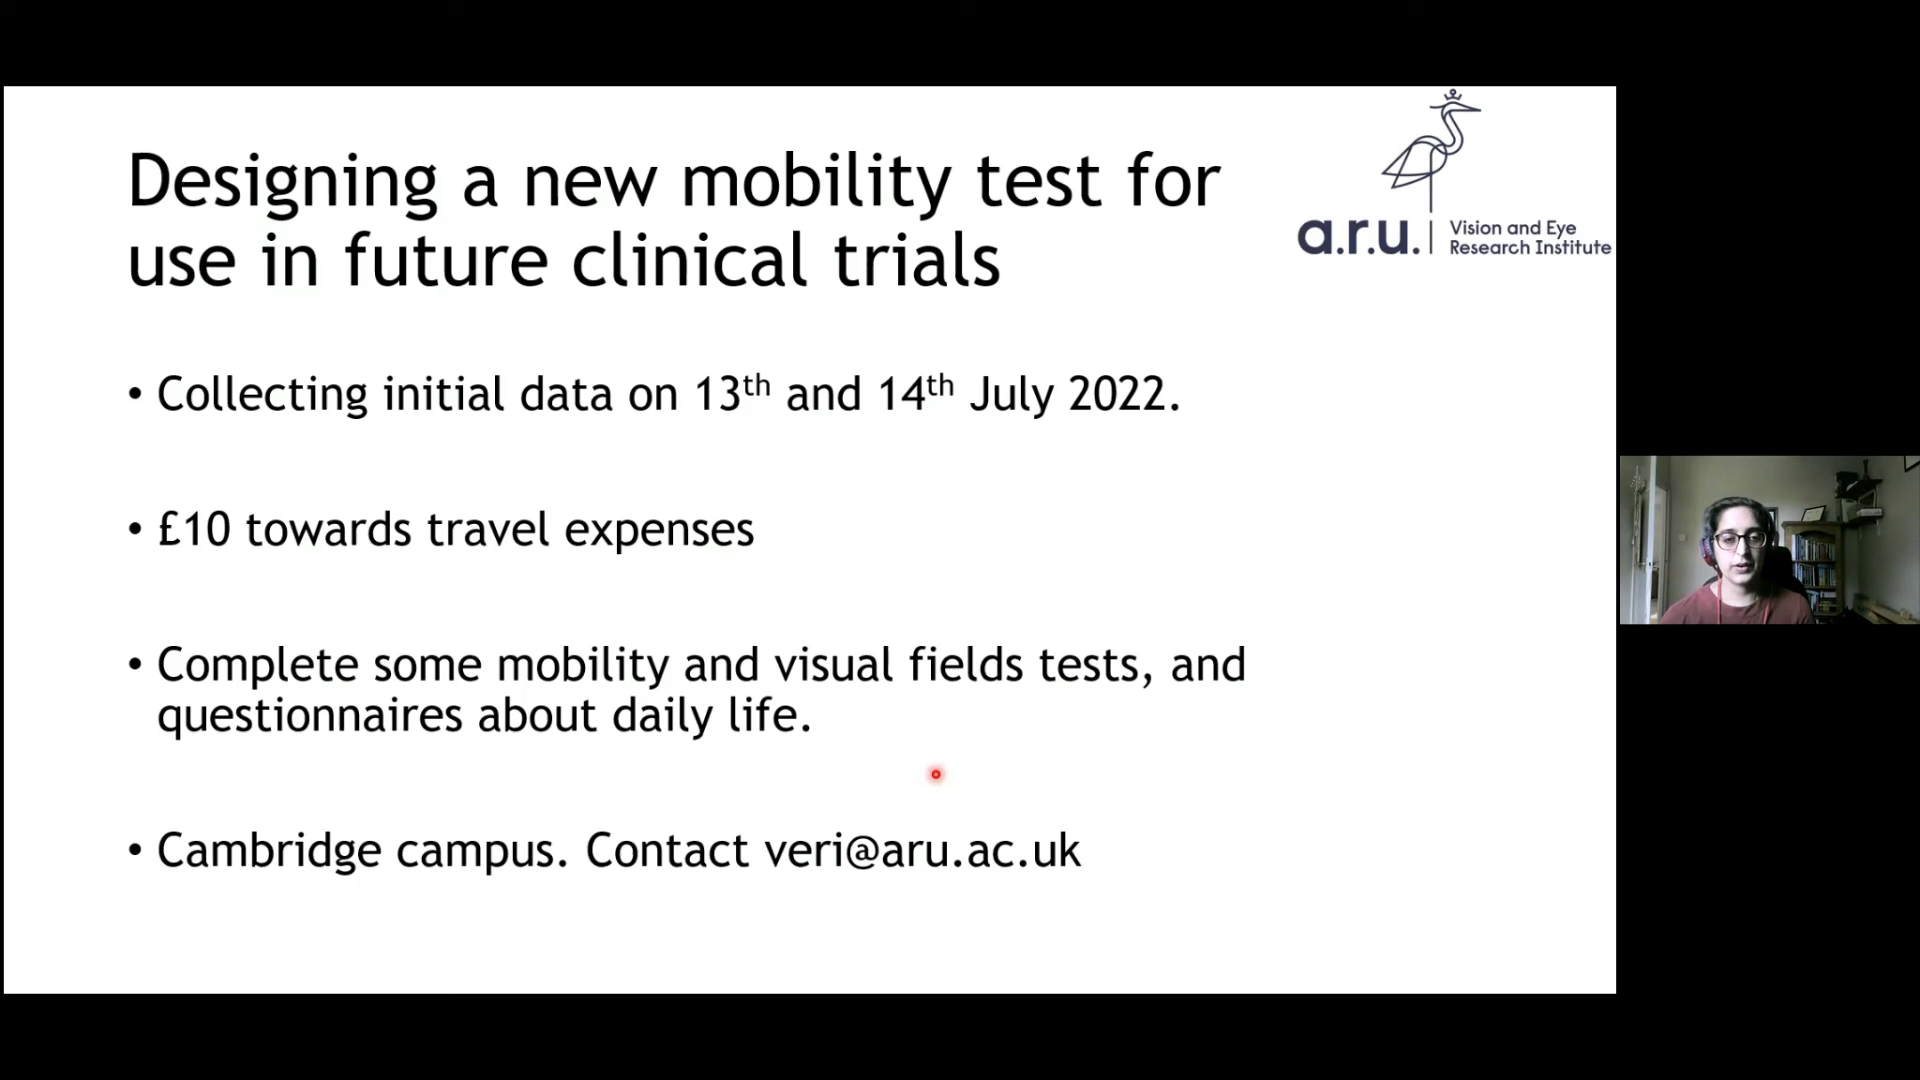 Designing a new mobility test for
use in future clinical trials
a.r.u. Vision and Eye
Research Institute
• Collecting initial data on 13th and 14th July 2022.
• £10 towards travel expenses
• Complete some mobility and visual fields tests, and
questionnaires about daily life.
• Cambridge campus. Contact veri@aru.ac.uk